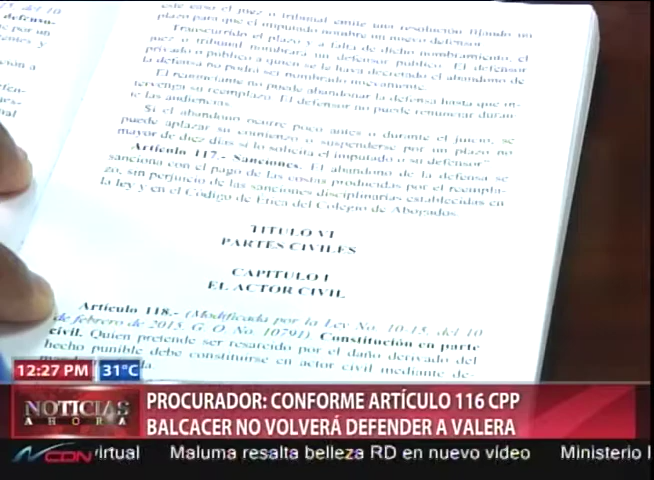 este caso el juez o tribunal emite una resolución fijando un
plazo para que el imputado nombre un nuevo defensor.
Transcurrido el plazo y a falta de dicho nombramiento, el
juez o tribunal nombrará un defensor público. El defensor
privado o público a quien se le haya decretado el abandono de
la defensa no podrá ser nombrado nuevamente.
El renunciante no puede abandonar la defensa hasta que in-
tervenga su reemplazo. El defensor no puede renunciar duran-
te las audiencias.
Si el abandono ocurre poco antes o durante el juicio, se
puede aplazar su comienzo o suspenderse por un plazo no
mayor de diez días si lo solicita el imputado o su defensor"
Artículo 117.- Sanciones. El abandono de la defensa se
sanciona con el pago de las costas producidas por el reempla-
zo, sin perjuicio de las sanciones disciplinarias establecidas en
la ley y en el Código de Ética del Colegio de Abogados.
TITULO VI
PARTES CIVILES
CAPITULO I
EL ACTOR CIVIL
Artículo 118.- (Modificada por la Ley No. 10-15, del 10
de febrero de 2015. G. O. No. 10791) Constitución en parte
civil. Quien pretende ser resarcido por el daño derivado del
hecho punible debe constituirse en actor civil mediante de-
12:27 PM 31°C
NOTICIAS
AHORA
PROCURADOR: CONFORME ARTÍCULO 116 CPP
BALCACER NO VOLVERÁ DEFENDER A VALERA
CDN irtual Maluma resalta belleza RD en nuevo video Ministerio